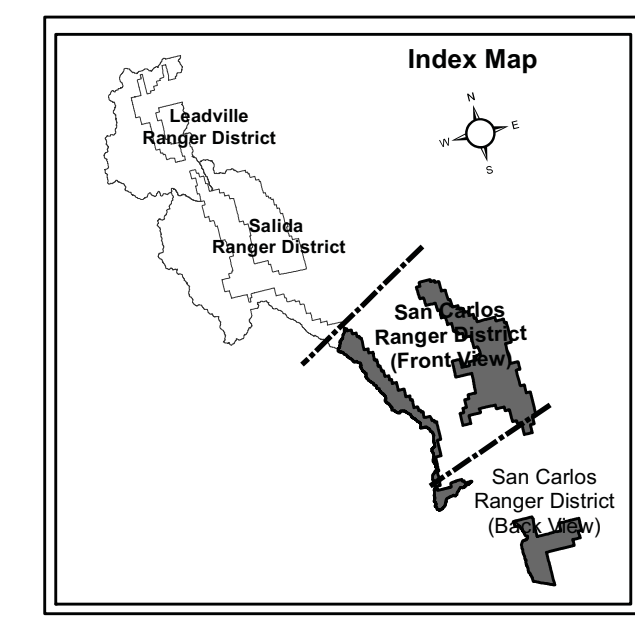 Index Map
N
E
W
S
Leadville
Ranger District
Salida
Ranger District
San Carlos
Ranger District
(Front View)
San Carlos
Ranger District
(Back View)